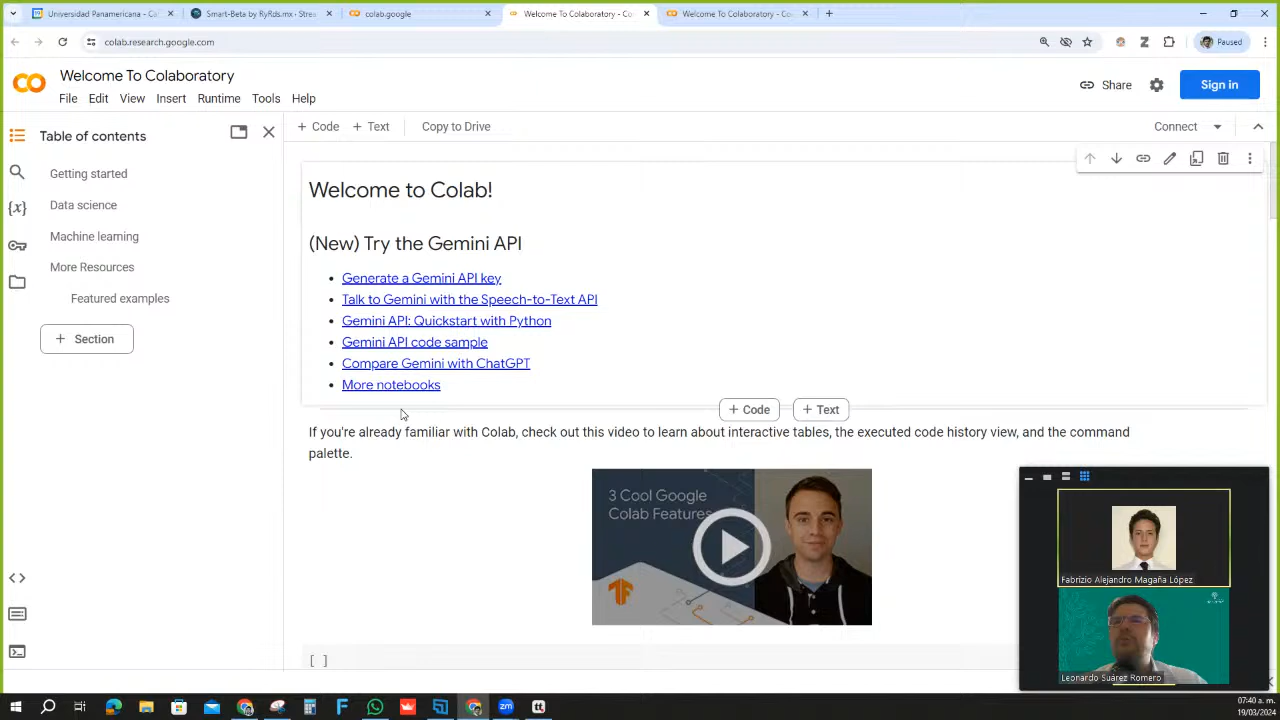 Universidad Panamericana - Cal
Smart-Beta by RyRds.mx · Stre
colab.google
Welcome To Colaboratory - Co
Welcome To Colaboratory - Co
colab.research.google.com
Paused
Welcome To Colaboratory
File Edit View Insert Runtime Tools Help
Share
Sign in
Table of contents
+ Code + Text Copy to Drive
Connect
Getting started
Data science
Machine learning
More Resources
Featured examples
+ Section
Welcome to Colab!
(New) Try the Gemini API
• Generate a Gemini API key
• Talk to Gemini with the Speech-to-Text API
• Gemini API: Quickstart with Python
• Gemini API code sample
• Compare Gemini with ChatGPT
• More notebooks
+ Code + Text
If you're already familiar with Colab, check out this video to learn about interactive tables, the executed code history view, and the command
palette.
3 Cool Google
Colab Features
[ ]
Fabrizio Alejandro Magaña López
Leonardo Suárez Romero
07:40 a. m.
19/03/2024